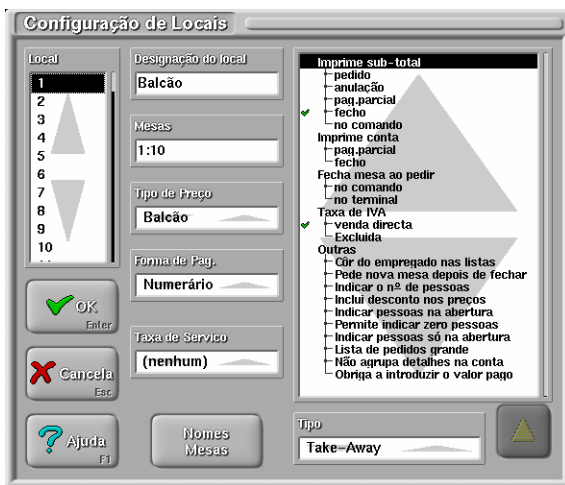 Configuração de Locais
Local
1
2
3
4
5
6
7
8
9
10
Designação do local
Balcão
Mesas
1:10
Tipo de Preço
Balcão
Forma de Pag.
Numerário
Taxa de Serviço
(nenhum)
Imprime sub-total
pedido
anulação
pag.parcial
fecho
no comando
Imprime conta
pag.parcial
fecho
Fecha mesa ao pedir
no comando
no terminal
Taxa de IVA
venda directa
Excluida
Outras
Côr do empregado nas listas
Pede nova mesa depois de fechar
Indicar o nº de pessoas
Inclui desconto nos preços
Indicar pessoas na abertura
Permite indicar zero pessoas
Indicar pessoas só na abertura
Lista de pedidos grande
Não agrupa detalhes na conta
Obriga a introduzir o valor pago
OK
Enter
Cancela
Esc
Ajuda
F1
Nomes
Mesas
Tipo
Take-Away